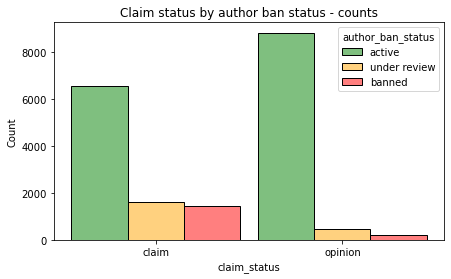 Claim status by author ban status - counts
author_ban_status
active
under review
banned
8000
6000
4000
2000
0
Count
claim
opinion
claim_status